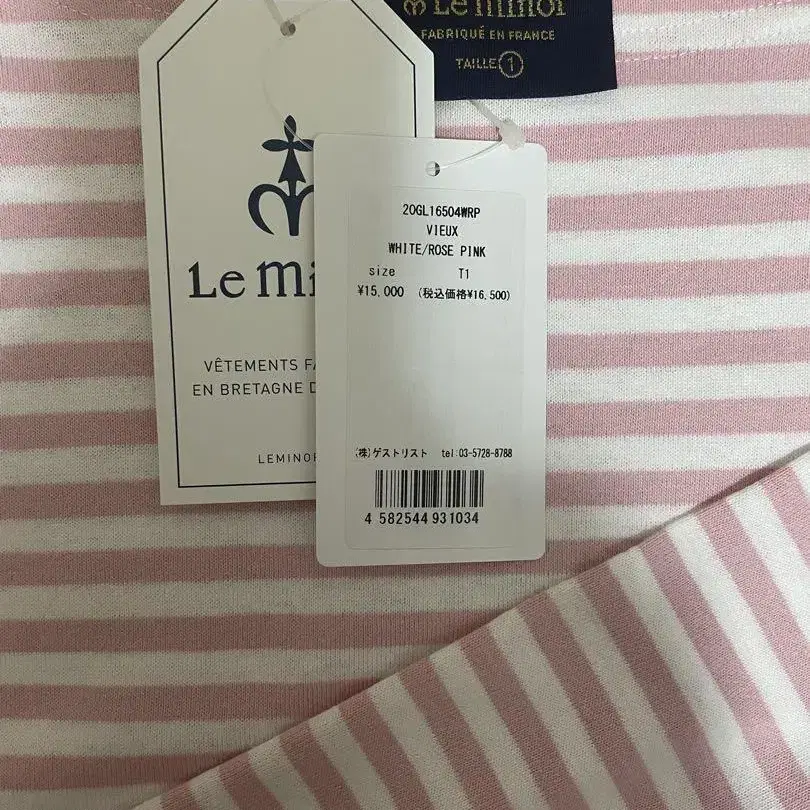 Le minor
FABRIQUÉ EN FRANCE
TAILLE 1
Le mi
VÊTEMENTS
EN BRETAGNE
LEMINOR
20GL16504WRP
VIEUX
WHITE/ROSE PINK
size T1
¥15,000 (税込価格¥16,500)
(株)ゲストリスト tel:03-5728-8788
4 582544 931034